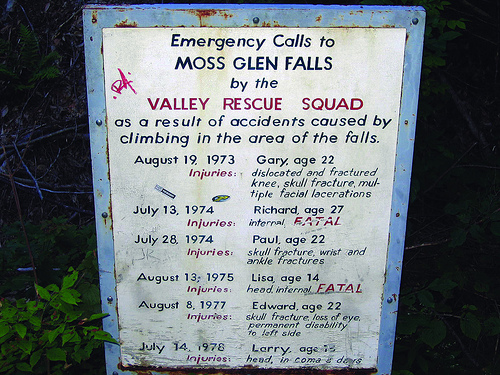 Emergency Calls to
MOSS GLEN FALLS
by the
VALLEY RESCUE SQUAD
as a result of accidents caused by
climbing in the area of the falls.
August 19, 1973 Gary, age 22
Injuries: dislocated and fractured
knee, skull fracture, mul-
tiple facial lacerations
July 13, 1974 Richard, age 27
Injuries: internal, FATAL
July 28, 1974 Paul, age 22
Injuries: skull fracture, wrist and
ankle fractures
August 13, 1975 Lisa, age 14
Injuries: head, internal, FATAL
August 8, 1977 Edward, age 22
Injuries: skull fracture, loss of eye,
permanent disability
to left side
July 14, 1978 Larry, age
Injuries: head, in coma 2 days